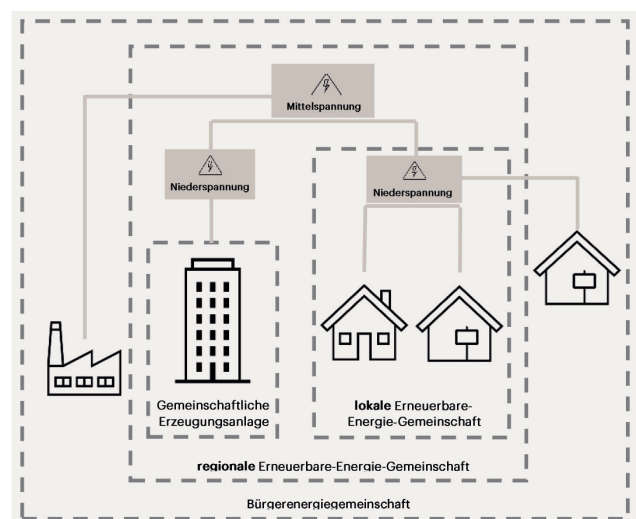 Mittelspannung
Niederspannung
Niederspannung
Gemeinschaftliche
Erzeugungsanlage
lokale Erneuerbare-
Energie-Gemeinschaft
regionale Erneuerbare-Energie-Gemeinschaft
Bürgerenergiegemeinschaft